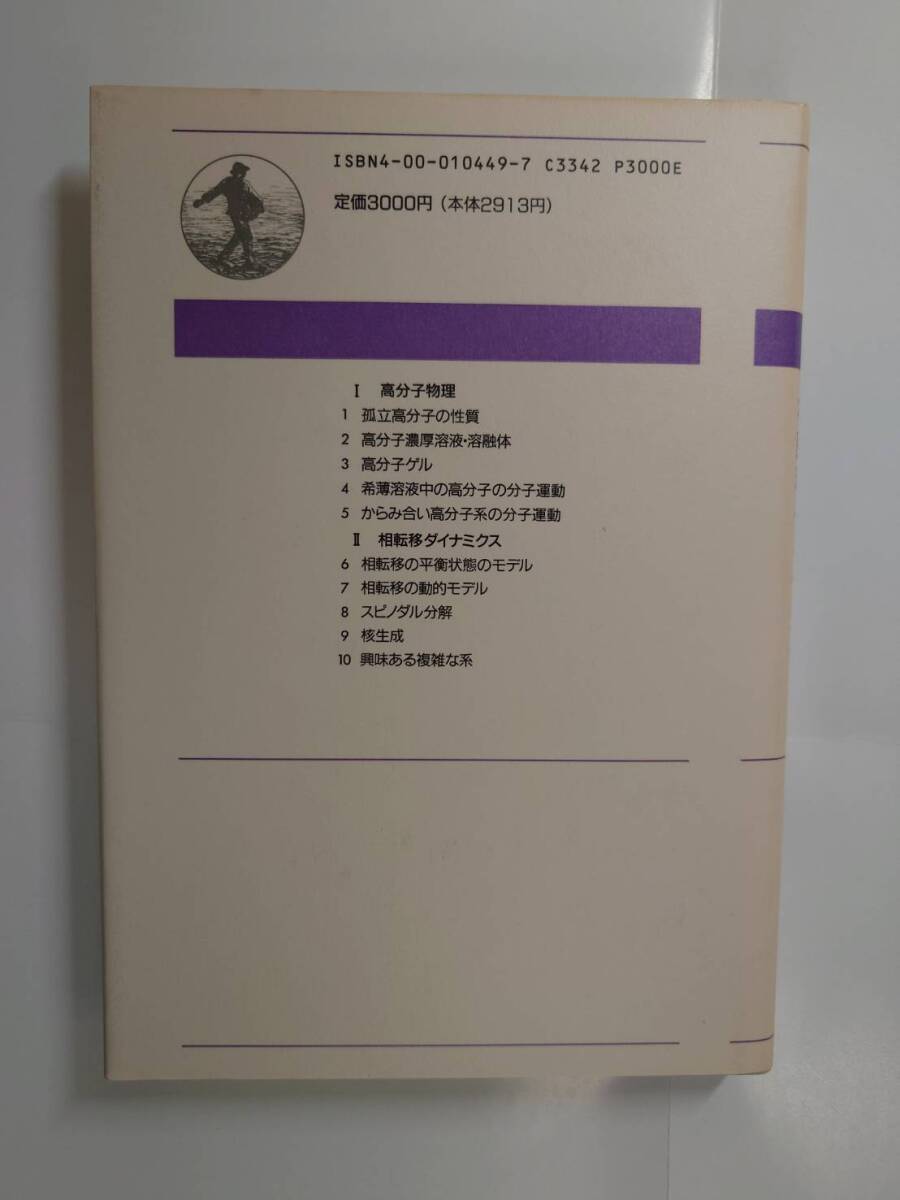 ISBN4-00-010449-7 C3342 P3000E
定価3000円(本体2913円)
I 高分子物理
1 孤立高分子の性質
2 高分子濃厚溶液・溶融体
3 高分子ゲル
4 希薄溶液中の高分子の分子運動
5 からみ合い高分子系の分子運動
II 相転移ダイナミクス
6 相転移の平衡状態のモデル
7 相転移の動的モデル
8 スピノダル分解
9 核生成
10 興味ある複雑な系